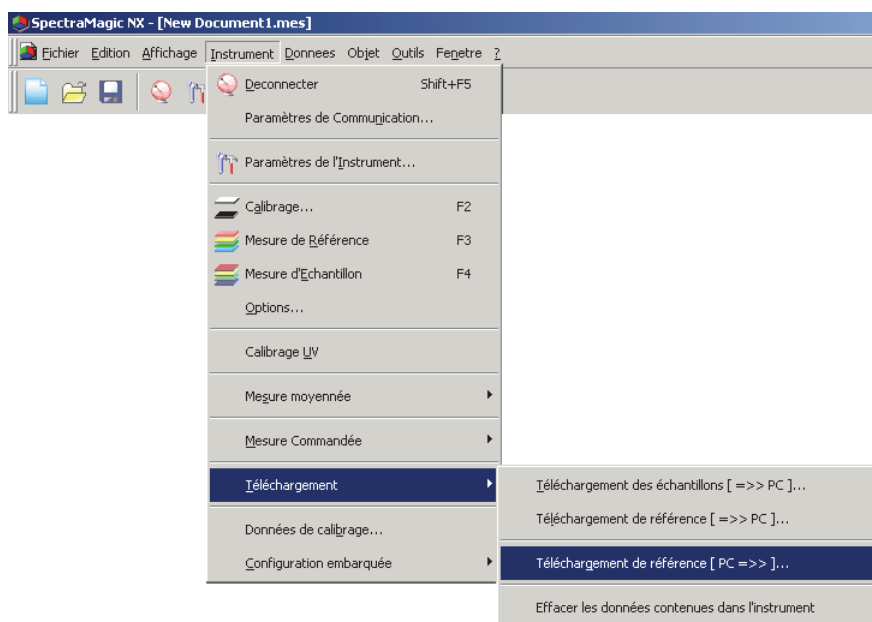 SpectraMagic NX - [New Document1.mes]
Fichier Edition Affichage Instrument Donnees Objet Outils Fenetre ?
Deconnecter Shift+F5
Paramètres de Communication...
Paramètres de l'Instrument...
Calibrage... F2
Mesure de Référence F3
Mesure d'Echantillon F4
Options...
Calibrage UV
Mesure moyennée
Mesure Commandée
Téléchargement
Téléchargement des échantillons [ =>> PC ]...
Téléchargement de référence [ =>> PC ]...
Téléchargement de référence [ PC =>> ]...
Effacer les données contenues dans l'instrument
Données de calibrage...
Configuration embarquée